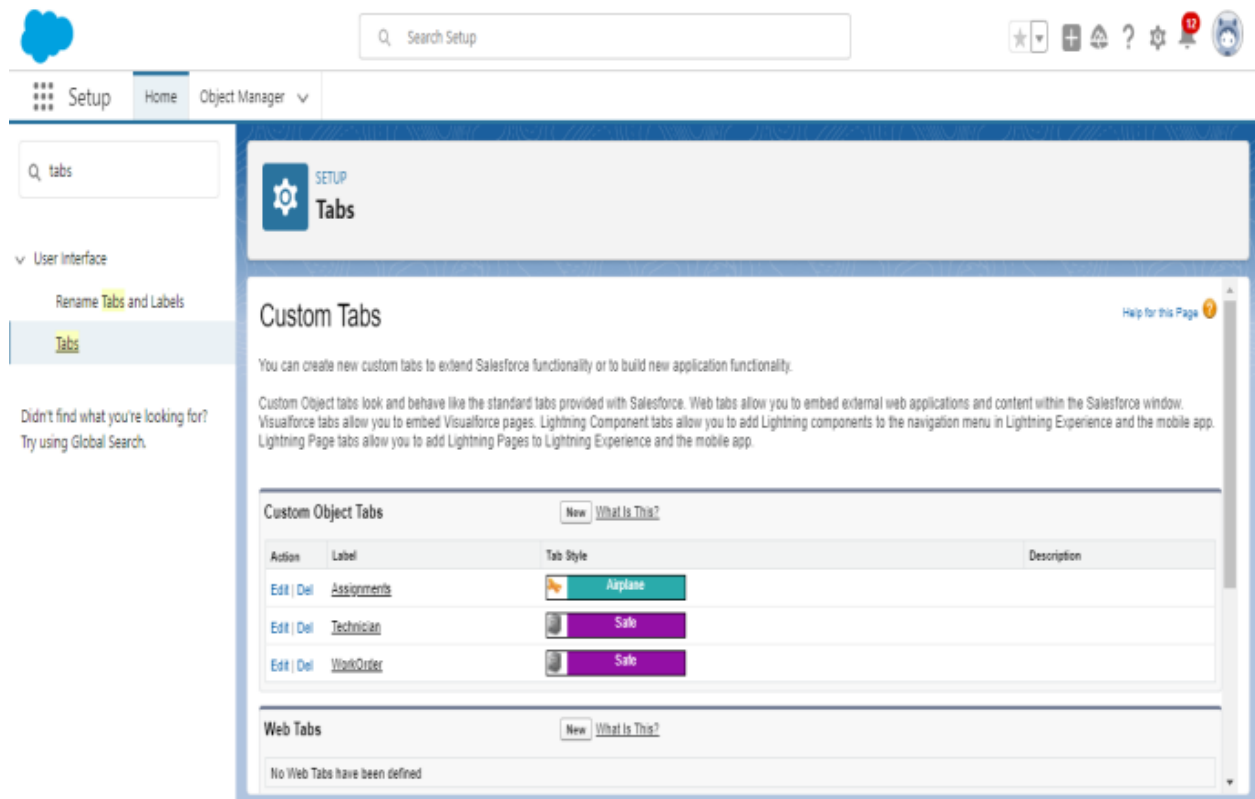 Search Setup
12
Setup
Home
Object Manager
tabs
User Interface
Rename Tabs and Labels
Tabs
Didn't find what you're looking for?
Try using Global Search.
SETUP
Tabs
Custom Tabs
Help for this Page
You can create new custom tabs to extend Salesforce functionality or to build new application functionality.
Custom Object tabs look and behave like the standard tabs provided with Salesforce. Web tabs allow you to embed external web applications and content within the Salesforce window.
Visualforce tabs allow you to embed Visualforce pages. Lightning Component tabs allow you to add Lightning components to the navigation menu in Lightning Experience and the mobile app.
Lightning Page tabs allow you to add Lightning Pages to Lightning Experience and the mobile app.
Custom Object Tabs New What Is This?
Action Label Tab Style Description
Edit | Del Assignments Airplane
Edit | Del Technician Safe
Edit | Del WorkOrder Safe
Web Tabs New What Is This?
No Web Tabs have been defined